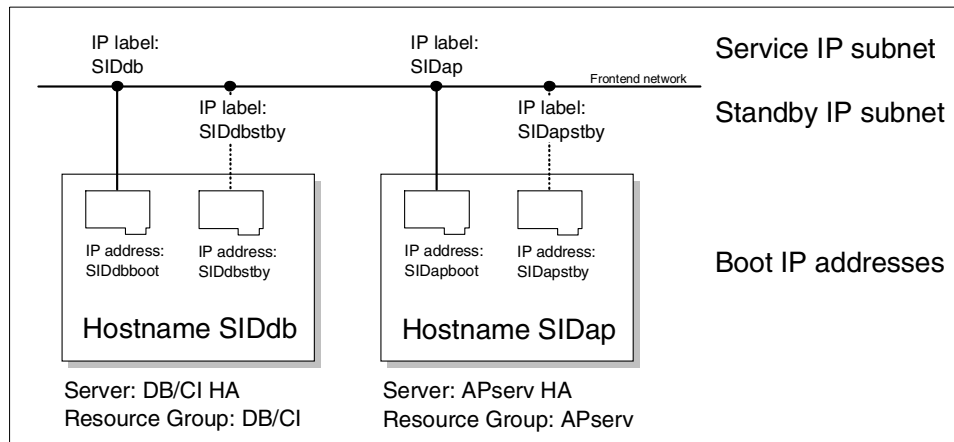 IP label:
SIDdb
IP label:
SIDap
Service IP subnet
Frontend network
IP label:
SIDdbstby
IP label:
SIDapstby
Standby IP subnet
IP address:
SIDdbboot
IP address:
SIDdbstby
IP address:
SIDapboot
IP address:
SIDapstby
Boot IP addresses
Hostname SIDdb
Hostname SIDap
Server: DB/CI HA
Resource Group: DB/CI
Server: APserv HA
Resource Group: APserv